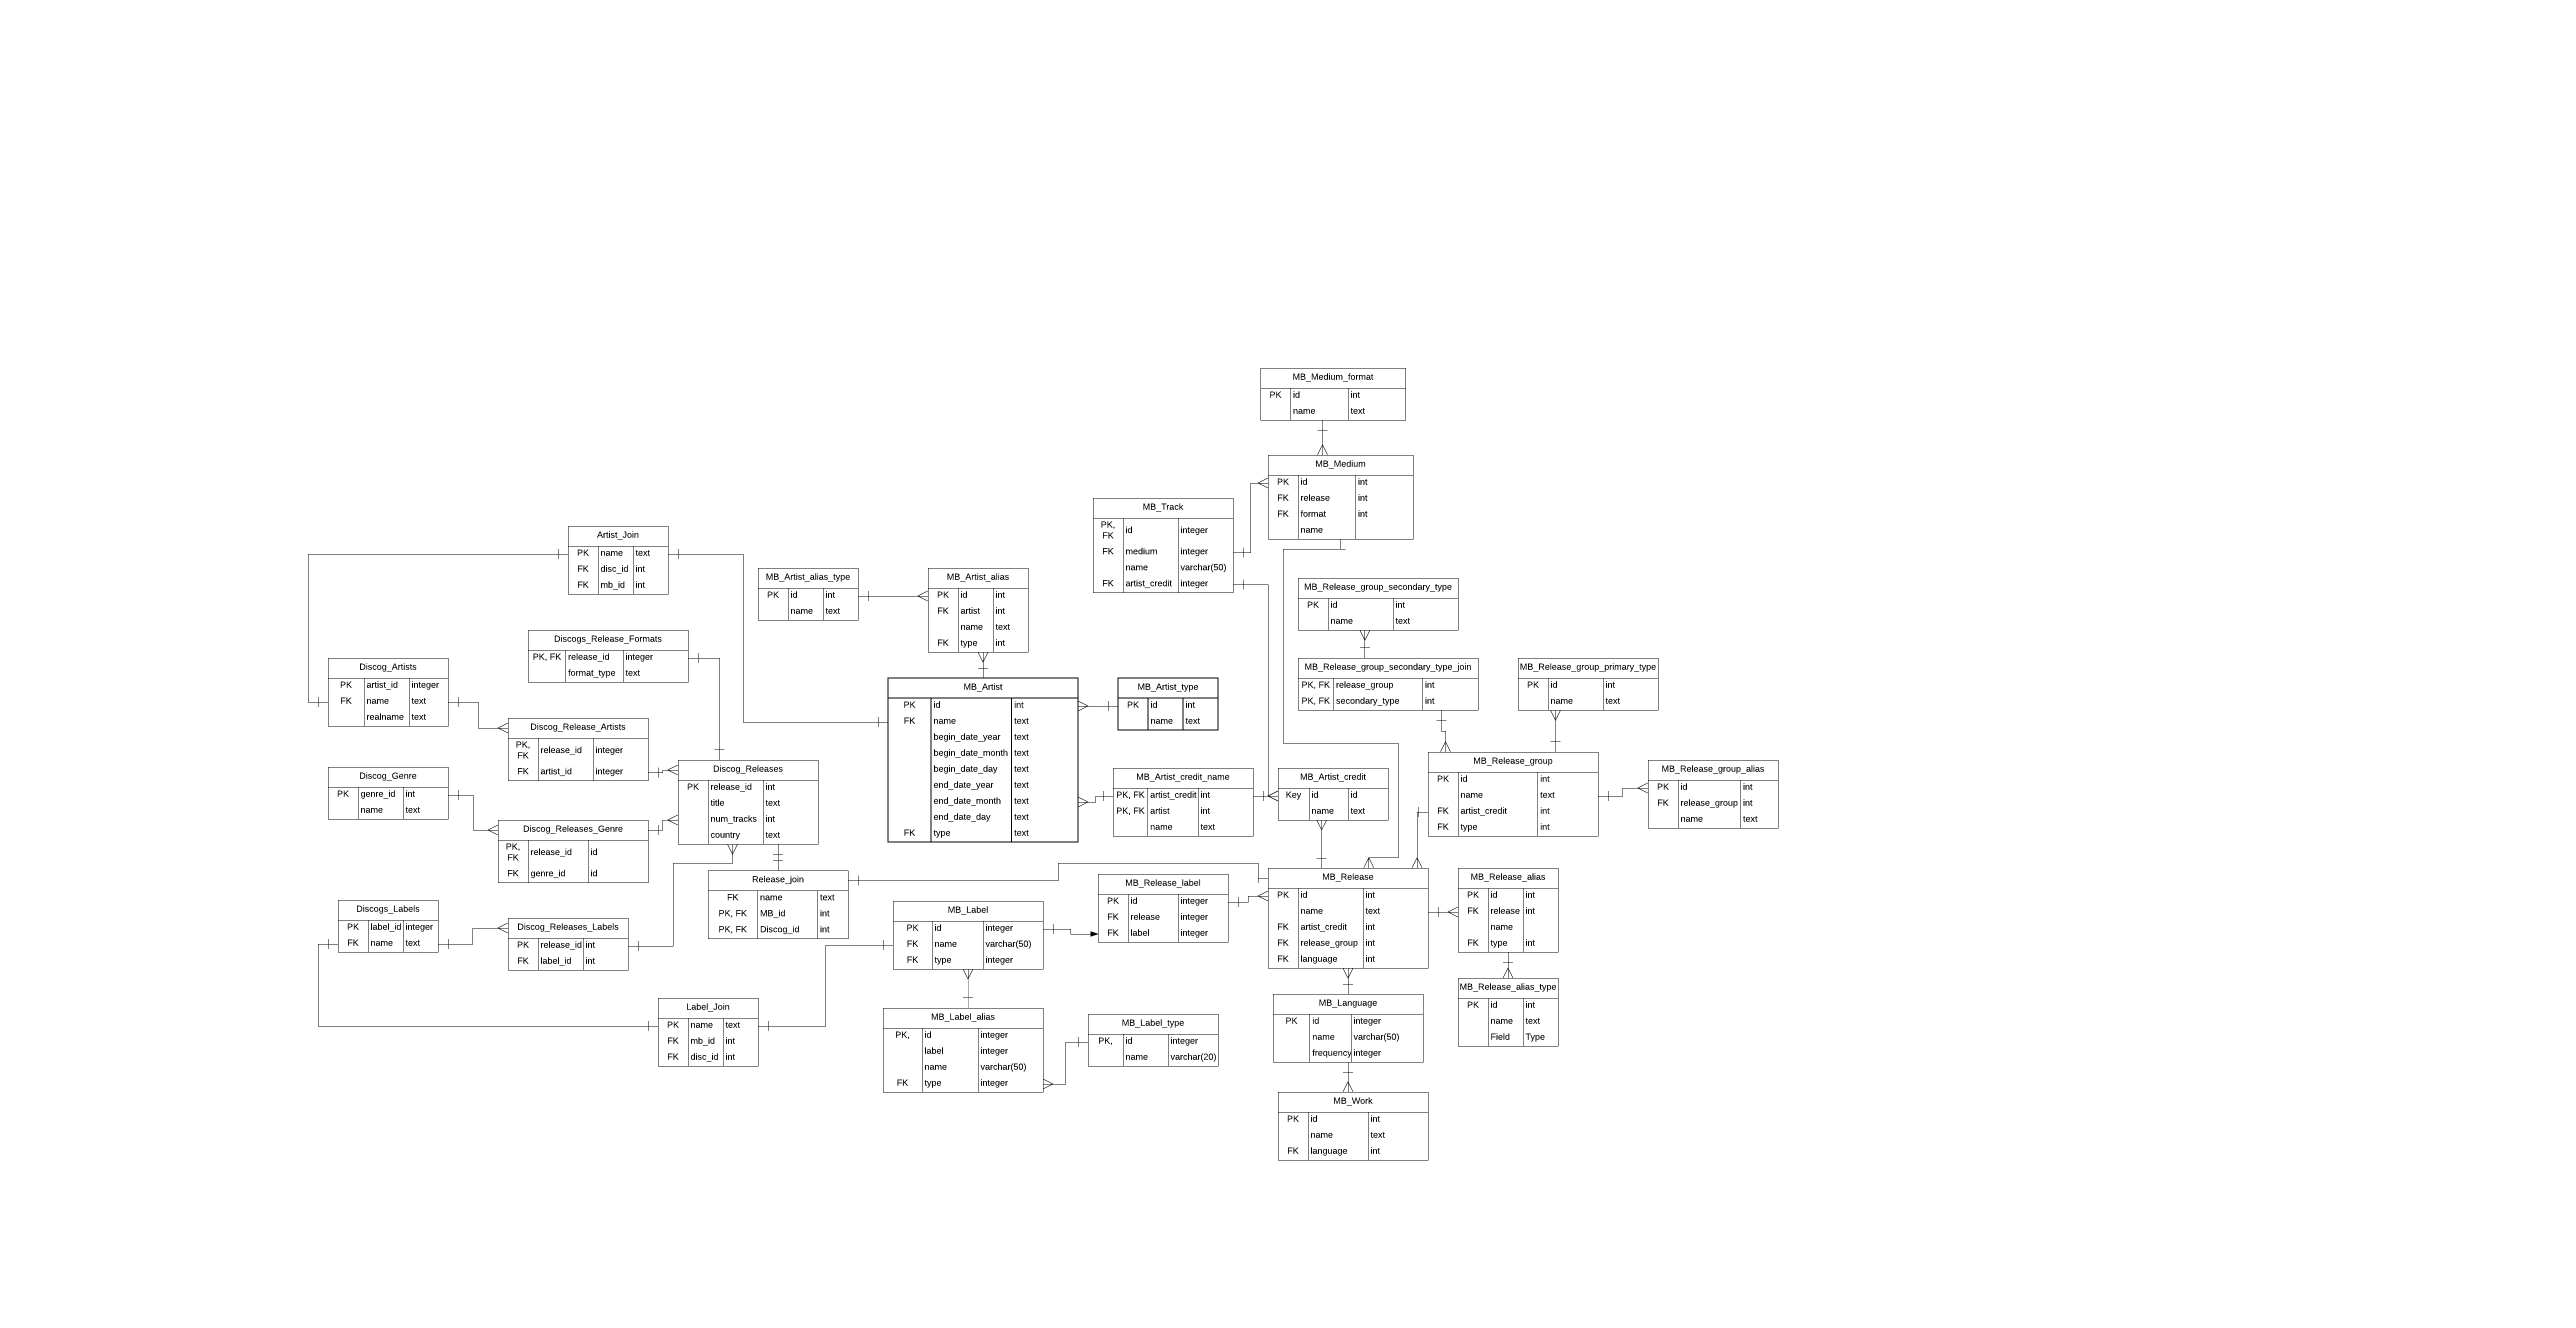 MB_Medium_format
PK id int
name text
MB_Medium
PK id int
FK release int
FK format int
name
MB_Track
PK, FK id integer
FK medium integer
name varchar(50)
FK artist_credit integer
Artist_Join
PK name text
FK disc_id int
FK mb_id int
MB_Artist_alias_type
PK id int
name text
MB_Artist_alias
PK id int
FK artist int
name text
FK type int
MB_Release_group_secondary_type
PK id int
name text
Discogs_Release_Formats
PK, FK release_id integer
format_type text
Discog_Artists
PK artist_id integer
FK name text
realname text
MB_Artist
PK id int
FK name text
begin_date_year text
begin_date_month text
begin_date_day text
end_date_year text
end_date_month text
end_date_day text
FK type text
MB_Artist_type
PK id int
name text
MB_Release_group_secondary_type_join
PK, FK release_group int
PK, FK secondary_type int
MB_Release_group_primary_type
PK id int
name text
Discog_Release_Artists
PK, FK release_id integer
FK artist_id integer
Discog_Genre
PK genre_id int
name text
Discog_Releases
PK release_id int
title text
num_tracks int
country text
MB_Artist_credit_name
PK, FK artist_credit int
PK, FK artist int
name text
MB_Artist_credit
Key id id
name text
MB_Release_group
PK id int
name text
FK artist_credit int
FK type int
MB_Release_group_alias
PK id int
FK release_group int
name text
Discog_Releases_Genre
PK, FK release_id id
FK genre_id id
Release_join
FK name text
PK, FK MB_id int
PK, FK Discog_id int
MB_Release_label
PK id integer
FK release integer
FK label integer
MB_Release
PK id int
name text
FK artist_credit int
FK release_group int
FK language int
MB_Release_alias
PK id int
FK release int
name
FK type int
Discogs_Labels
PK label_id integer
FK name text
Discog_Releases_Labels
PK release_id int
FK label_id int
MB_Label
PK id integer
FK name varchar(50)
FK type integer
MB_Release_alias_type
PK id int
name text
Field Type
Label_Join
PK name text
FK mb_id int
FK disc_id int
MB_Label_alias
PK, id integer
label integer
name varchar(50)
FK type integer
MB_Label_type
PK, id integer
name varchar(20)
MB_Language
PK id integer
name varchar(50)
frequency integer
MB_Work
PK id int
name text
FK language int